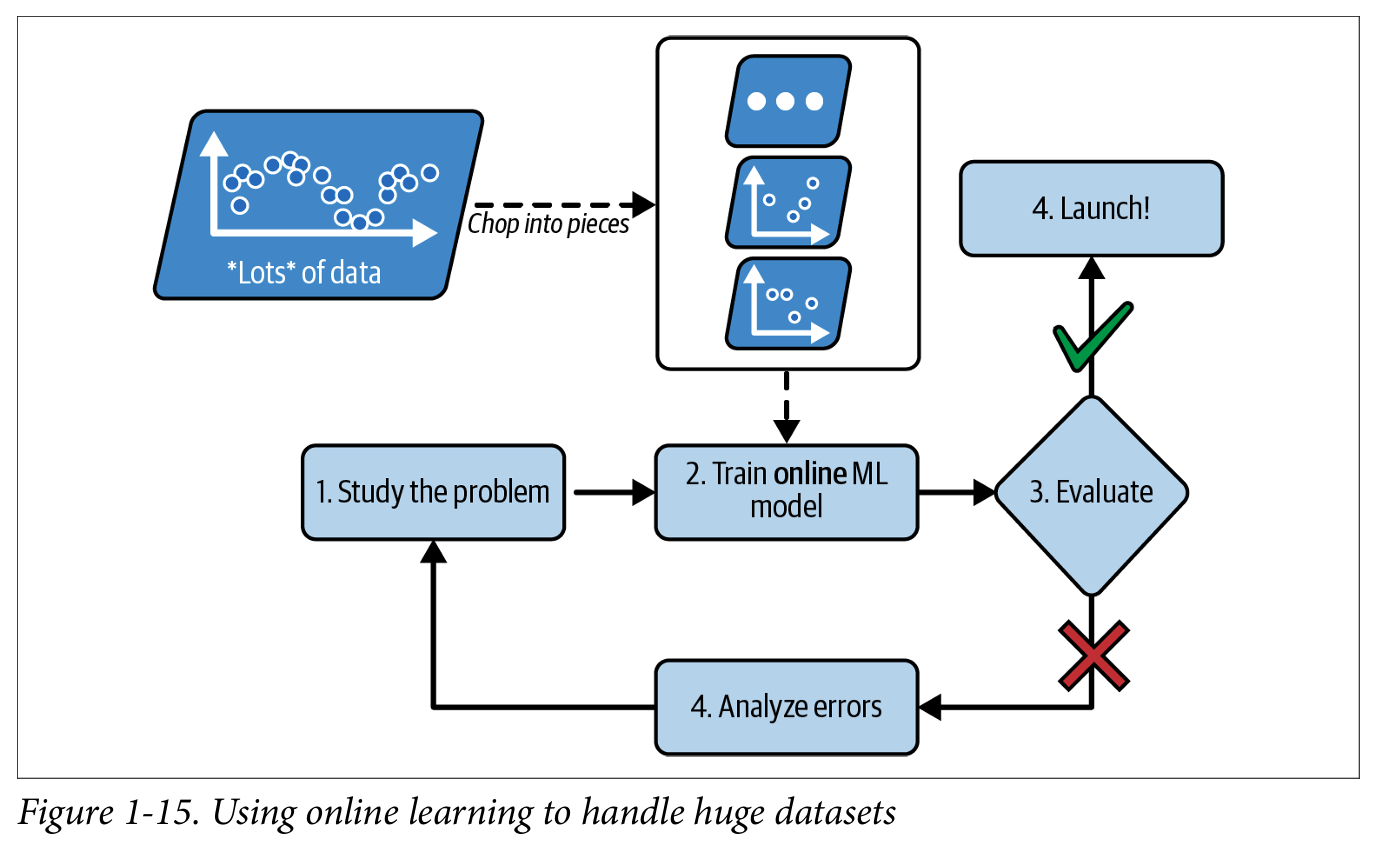 *Lots* of data
Chop into pieces
4. Launch!
1. Study the problem
2. Train online ML
model
3. Evaluate
4. Analyze errors
Figure 1-15. Using online learning to handle huge datasets